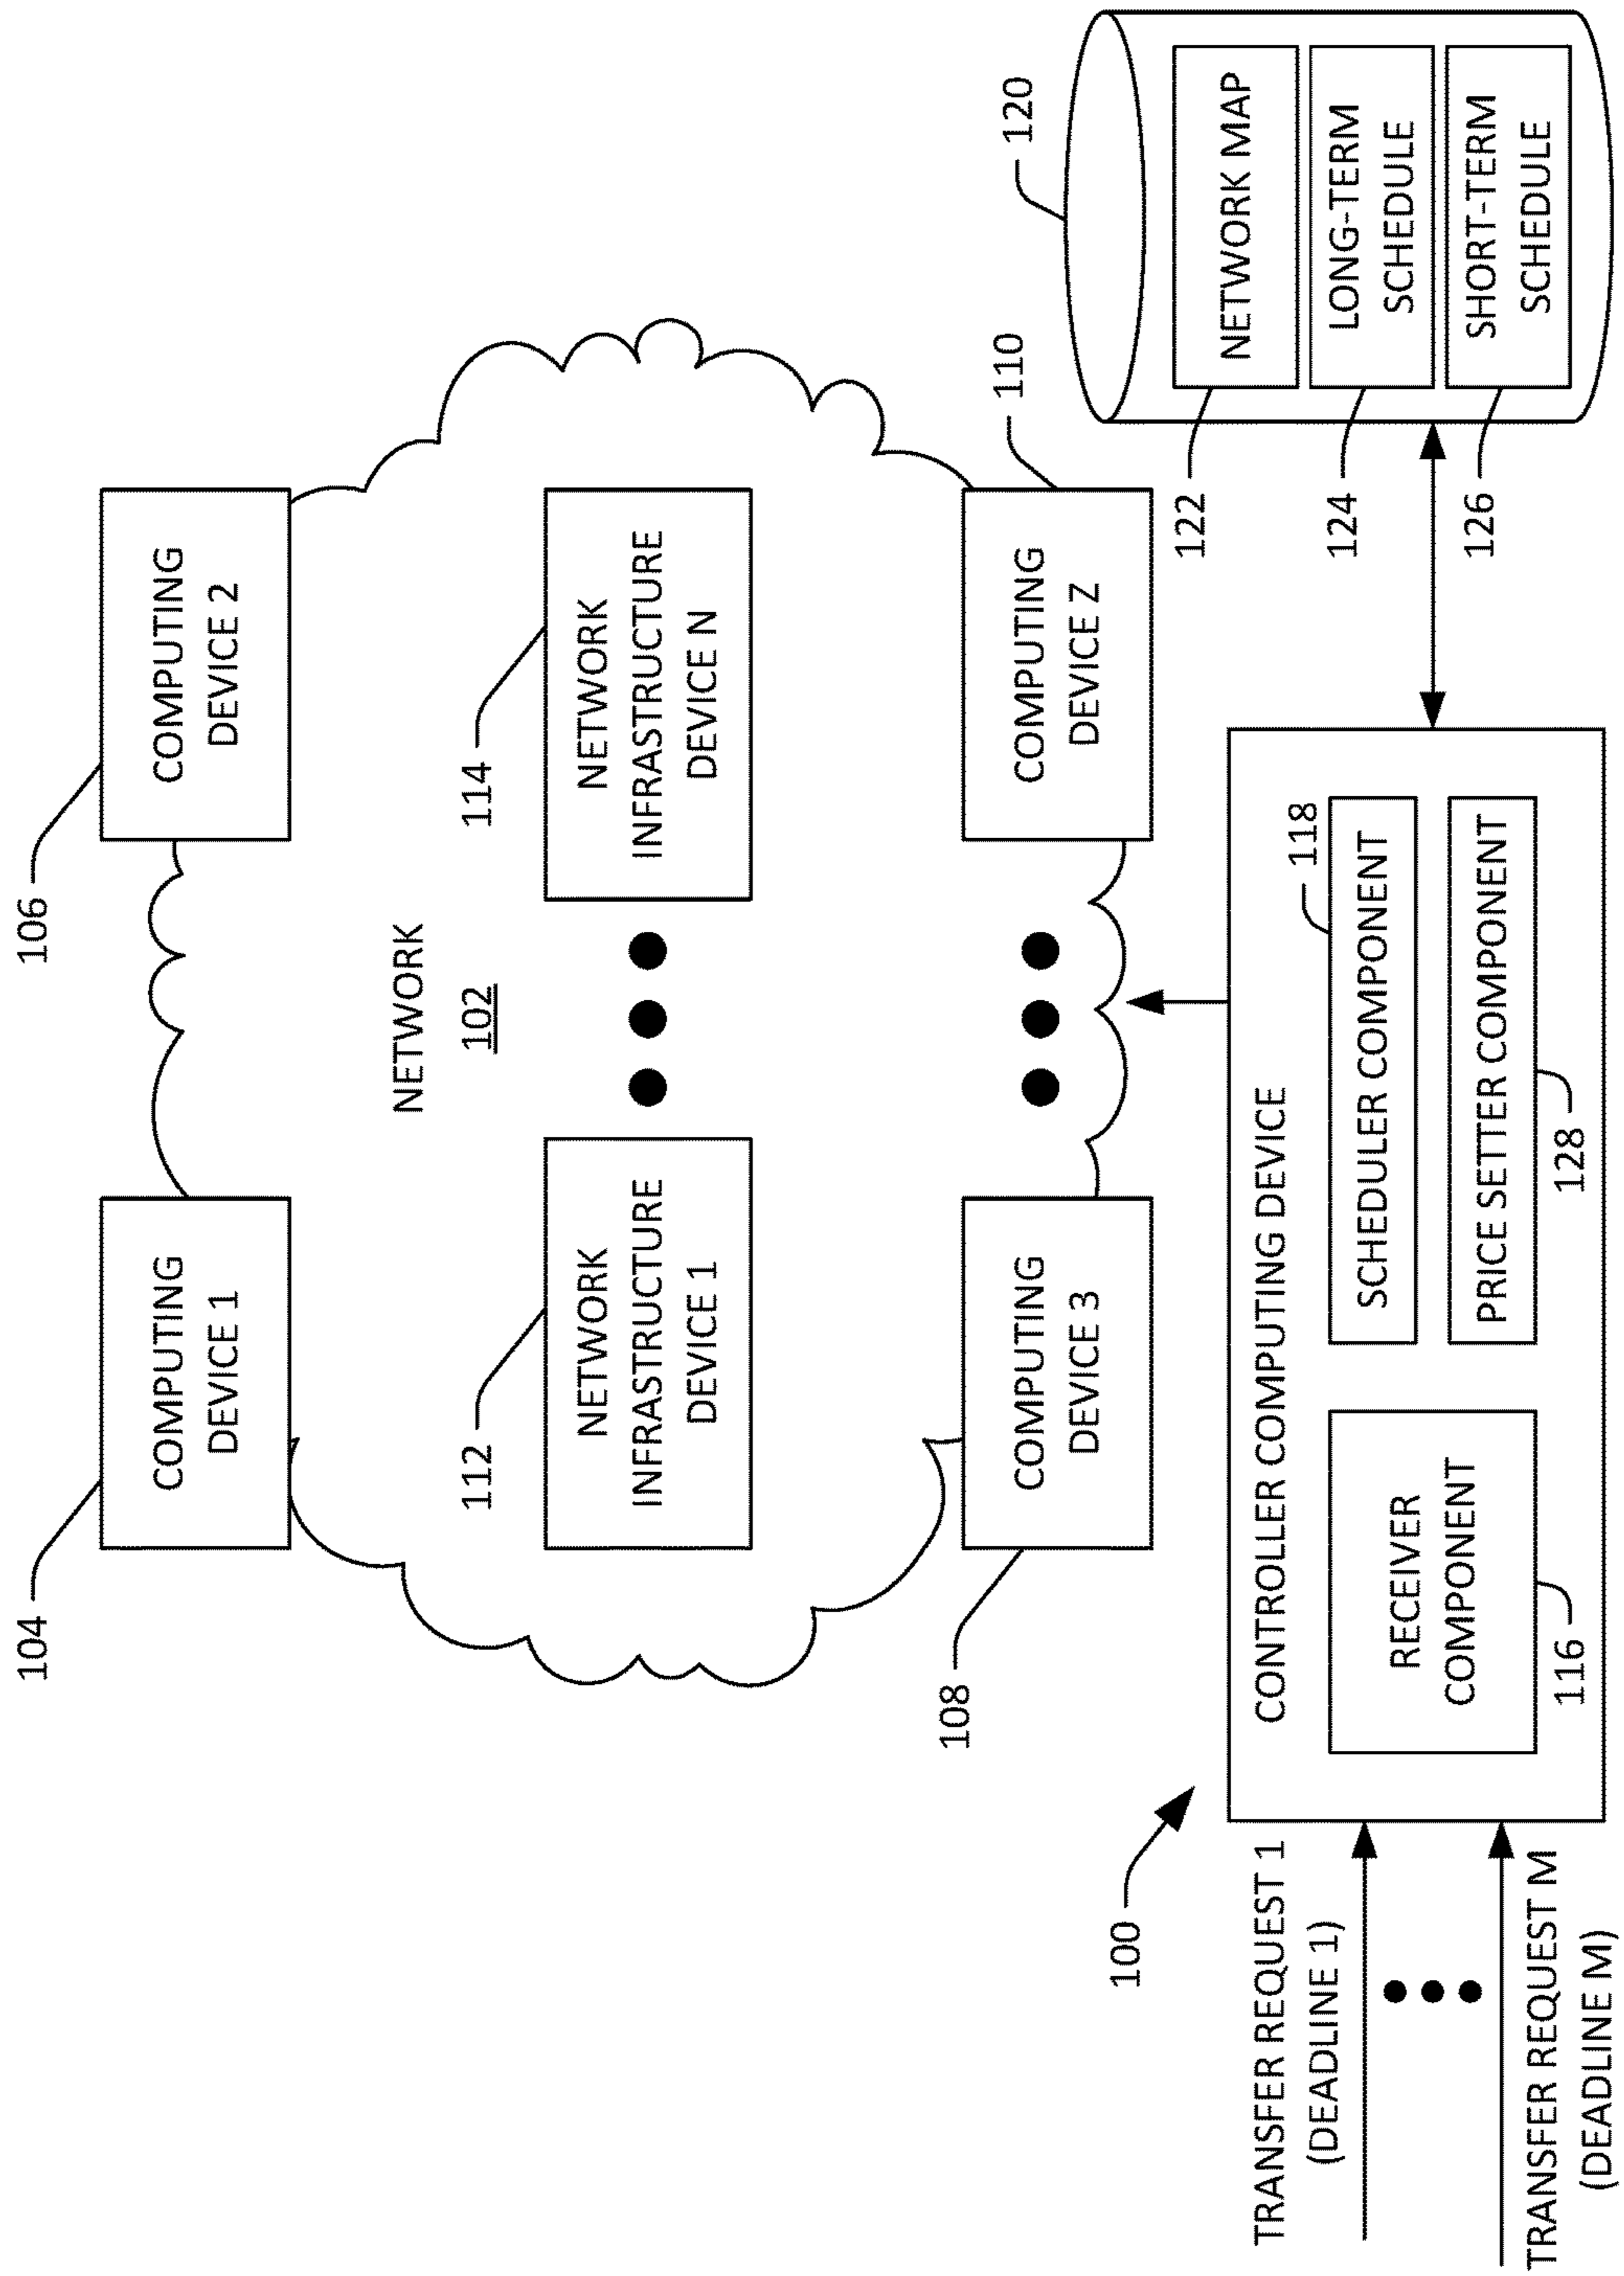 104
106
COMPUTING
DEVICE 1
COMPUTING
DEVICE 2
NETWORK
102
112
114
NETWORK
INFRASTRUCTURE
DEVICE 1
NETWORK
INFRASTRUCTURE
DEVICE N
108
110
COMPUTING
DEVICE 3
COMPUTING
DEVICE Z
120
100
TRANSFER REQUEST 1
(DEADLINE 1)
TRANSFER REQUEST M
(DEADLINE M)
CONTROLLER COMPUTING DEVICE
RECEIVER
COMPONENT
116
118
SCHEDULER COMPONENT
PRICE SETTER COMPONENT
128
122
NETWORK MAP
124
LONG-TERM
SCHEDULE
126
SHORT-TERM
SCHEDULE